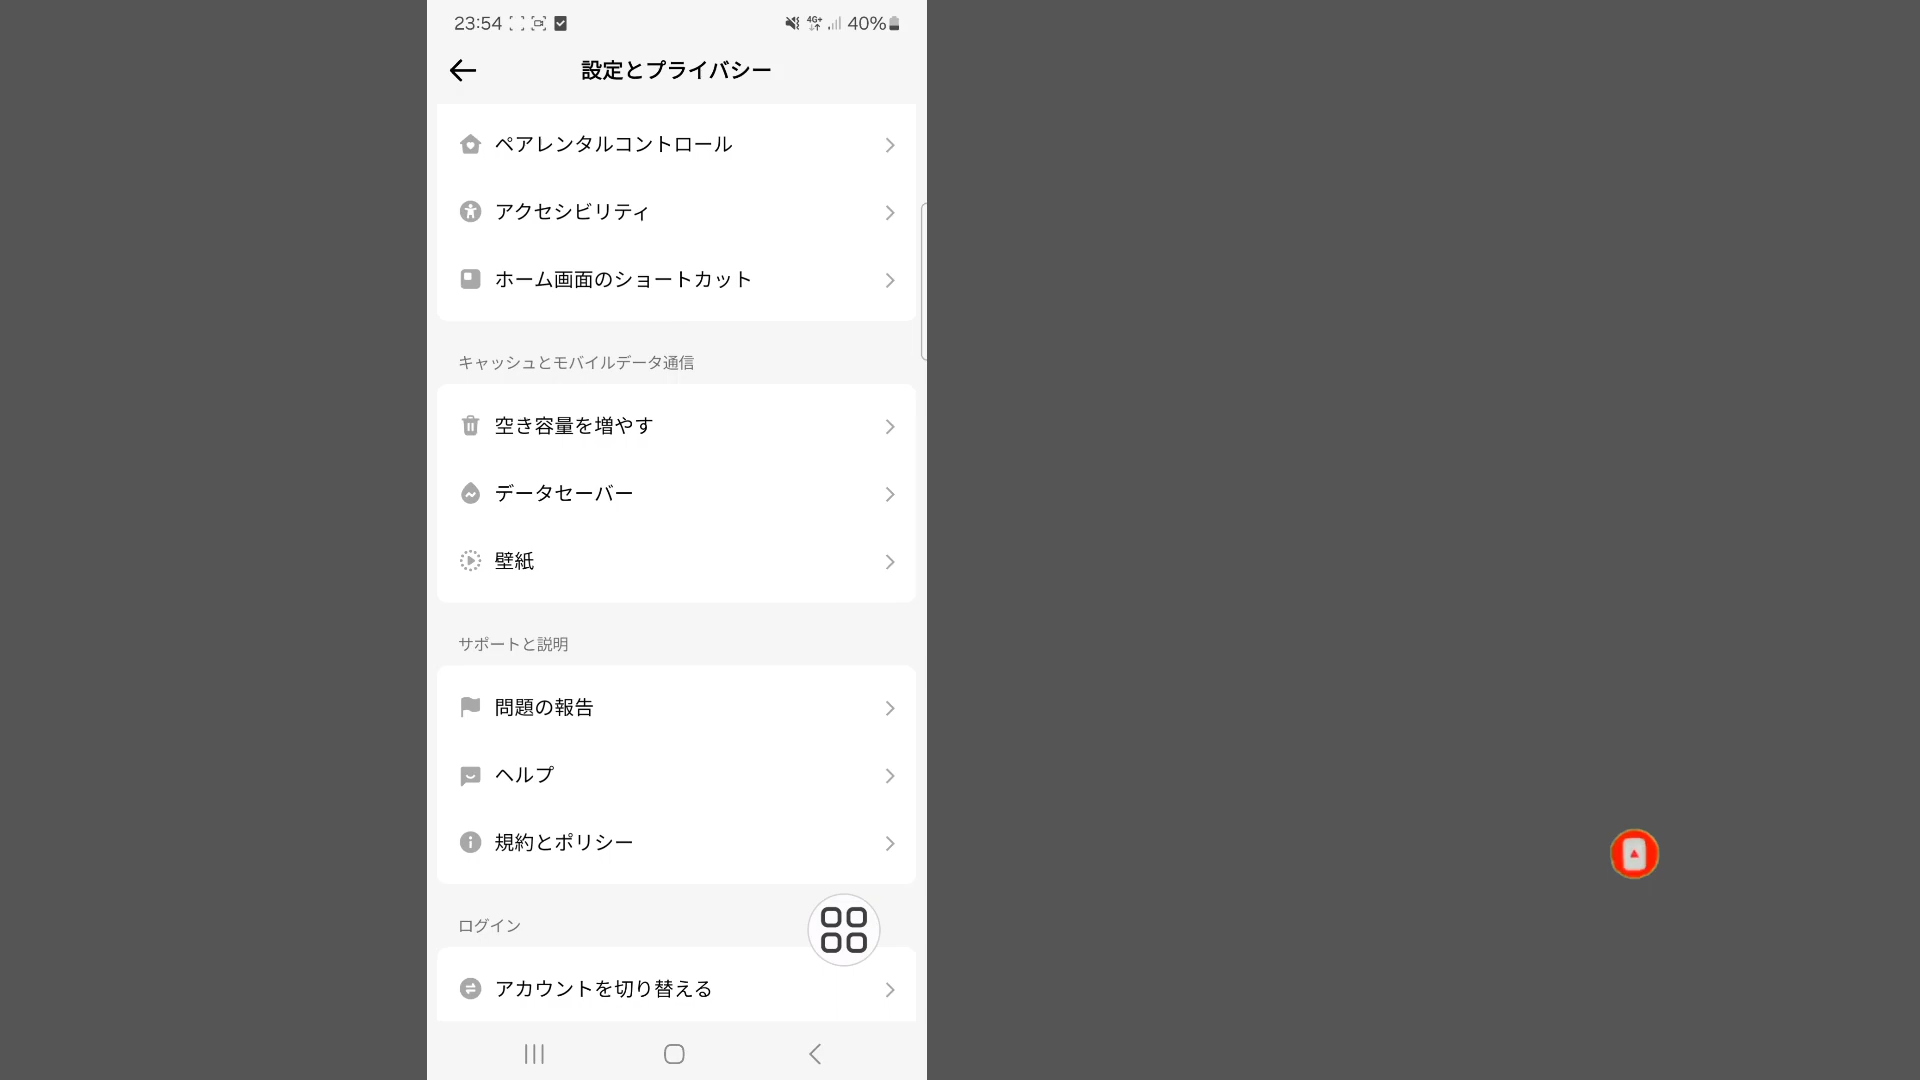 23:54 4G+ 40%
設定とプライバシー
ペアレンタルコントロール
アクセシビリティ
ホーム画面のショートカット
キャッシュとモバイルデータ通信
空き容量を増やす
データセーバー
壁紙
サポートと説明
問題の報告
ヘルプ
規約とポリシー
ログイン
アカウントを切り替える